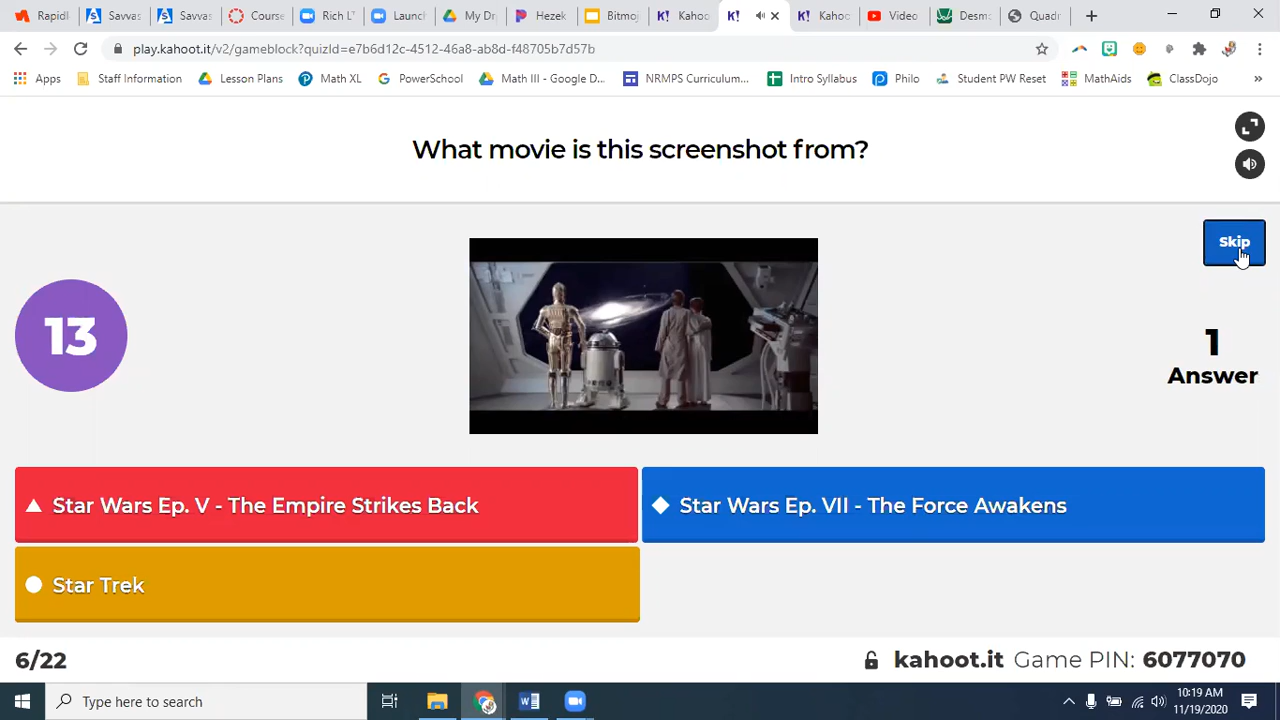 Rapidl
Savvas
Savvas
Course
Rich L
Launch
My Dr
Hezek
Bitmoj
Kahoo
Kahoo
Video
Desm
Quadr
play.kahoot.it/v2/gameblock?quizId=e7b6d12c-4512-46a8-ab8d-f48705b7d57b
Apps
Staff Information
Lesson Plans
Math XL
PowerSchool
Math III - Google D...
NRMPS Curriculum...
Intro Syllabus
Philo
Student PW Reset
MathAids
ClassDojo
»
What movie is this screenshot from?
Skip
13
1
Answer
Star Wars Ep. V - The Empire Strikes Back
Star Wars Ep. VII - The Force Awakens
Star Trek
6/22
kahoot.it Game PIN: 6077070
Type here to search
10:19 AM
11/19/2020